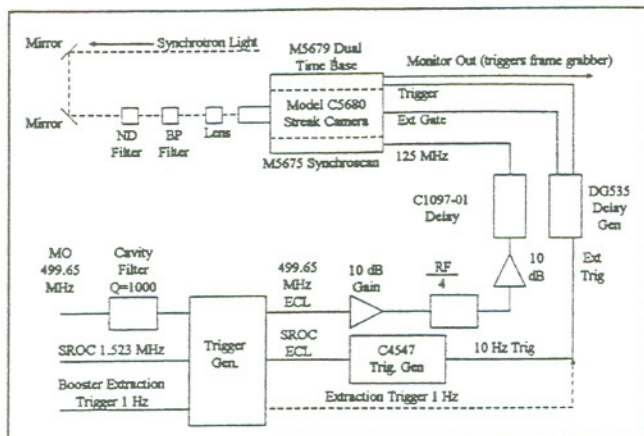 Mirror
Synchrotron Light
M5679 Dual
Time Base
Monitor Out (triggers frame grabber)
Trigger
Model C5680
Streak Camera
Ext Gate
Mirror
ND
Filter
BP
Filter
Lens
M5675 Synchroscan
125 MHz
C1097-01
Delay
DG535
Delay
Gen
MO
499.65
MHz
Cavity
Filter
Q=1000
499.65
MHz
ECL
10 dB
Gain
RF
4
10
dB
Ext
Trig
SROC 1.523 MHz
Trigger
Gen.
SROC
ECL
C4547
Trig. Gen
10 Hz Trig
Booster Extraction
Trigger 1 Hz
Extraction Trigger 1 Hz